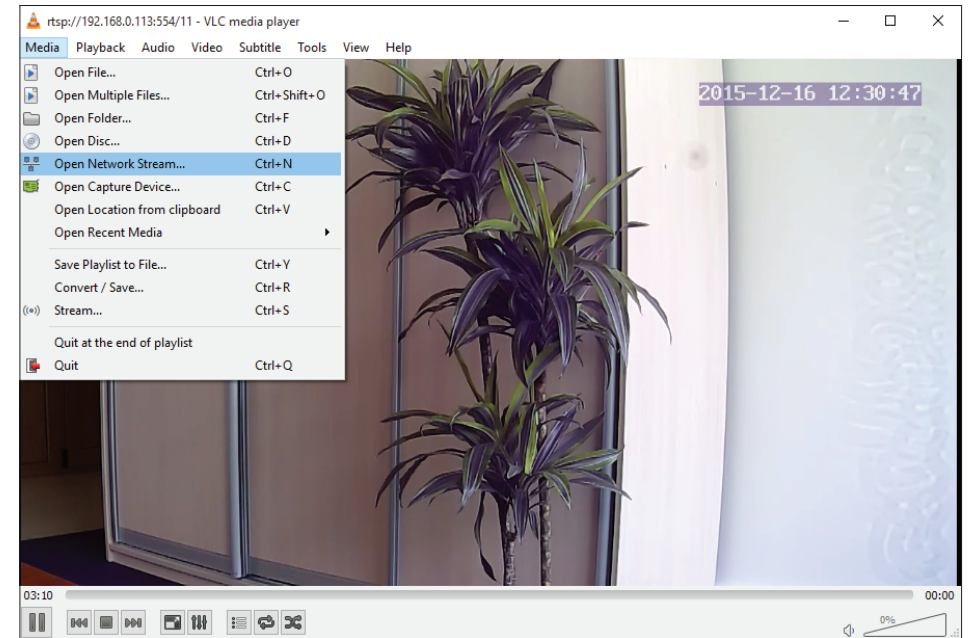 rtsp://192.168.0.113:554/11 - VLC media player
Media Playback Audio Video Subtitle Tools View Help
Open File... Ctrl+O
Open Multiple Files... Ctrl+Shift+O
Open Folder... Ctrl+F
Open Disc... Ctrl+D
Open Network Stream... Ctrl+N
Open Capture Device... Ctrl+C
Open Location from clipboard Ctrl+V
Open Recent Media
Save Playlist to File... Ctrl+Y
Convert / Save... Ctrl+R
Stream... Ctrl+S
Quit at the end of playlist
Quit Ctrl+Q
2015-12-16 12:30:47
03:10 00:00
0%